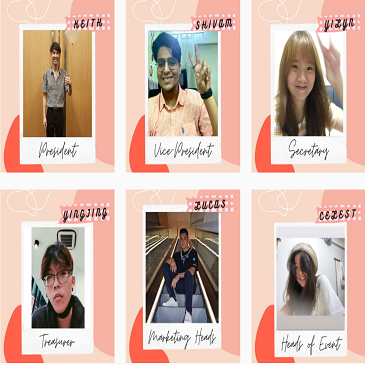 KEITH
President
SHIVAM
Vice-President
YIZYN
Secretary
YINGJING
Treasurer
LUCAS
Marketing Heads
CELEST
Heads of Event